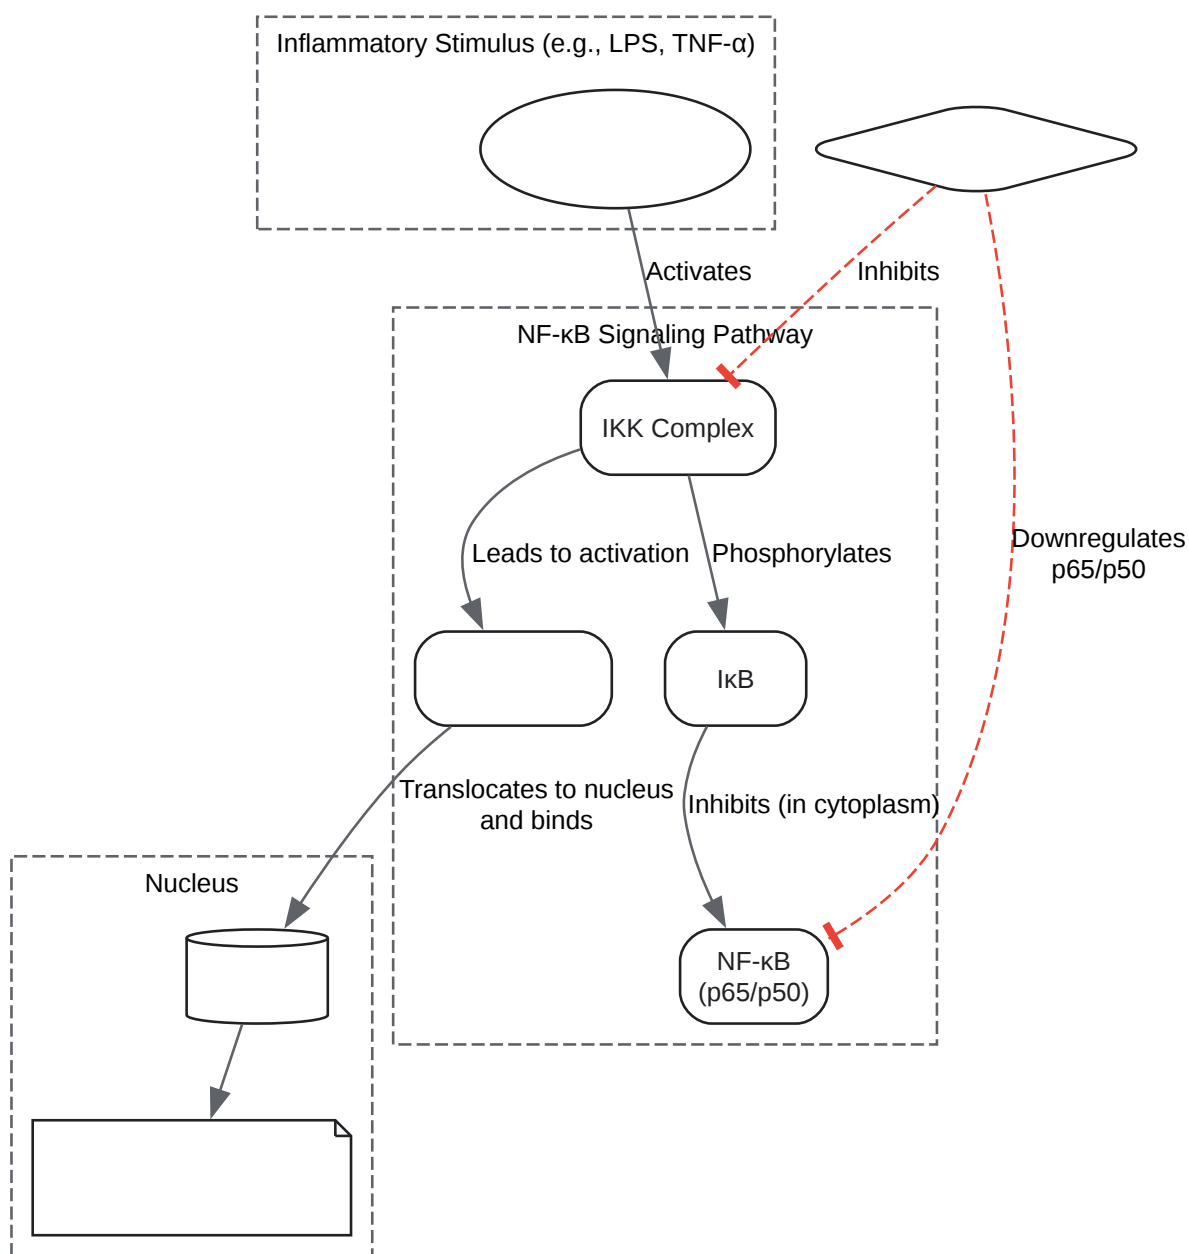 Inflammatory Stimulus (e.g., LPS, TNF-α)
Activates
Inhibits
NF-κB Signaling Pathway
IKK Complex
Leads to activation
Phosphorylates
Downregulates
p65/p50
IκB
Translocates to nucleus
and binds
Inhibits (in cytoplasm)
Nucleus
NF-κB
(p65/p50)